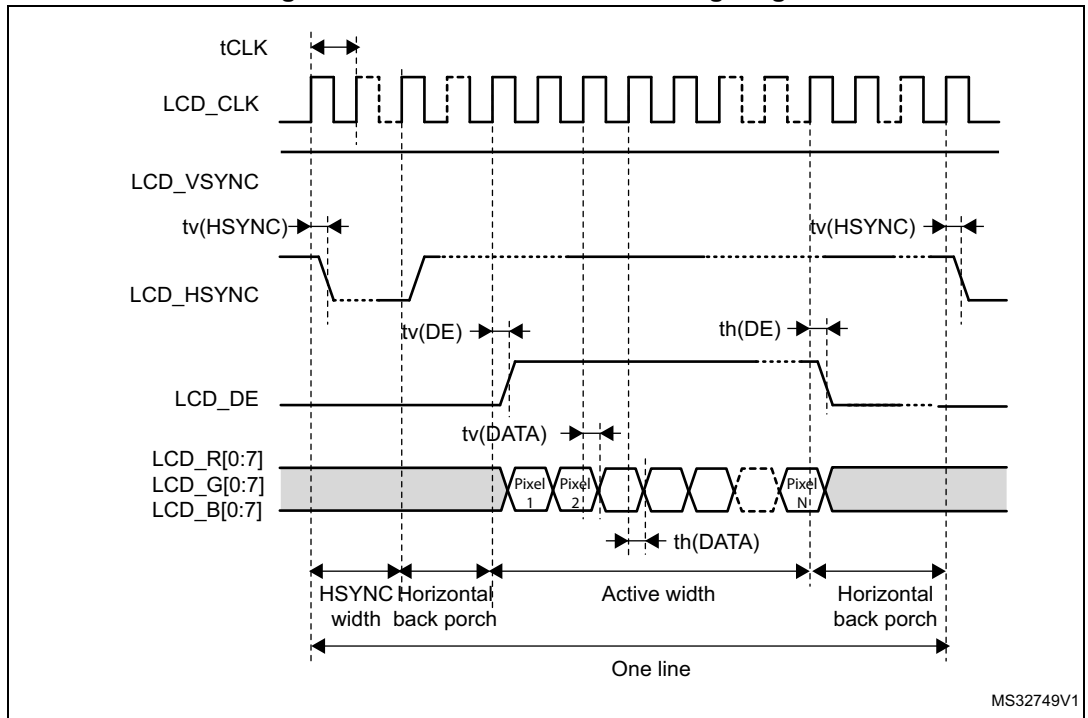 tCLK
LCD_CLK
LCD_VSYNC
tv(HSYNC)
tv(HSYNC)
LCD_HSYNC
tv(DE)
th(DE)
LCD_DE
tv(DATA)
LCD_R[0:7]
LCD_G[0:7]
LCD_B[0:7]
Pixel 1
Pixel 2
Pixel N
th(DATA)
HSYNC width
Horizontal back porch
Active width
Horizontal back porch
One line
MS32749V1